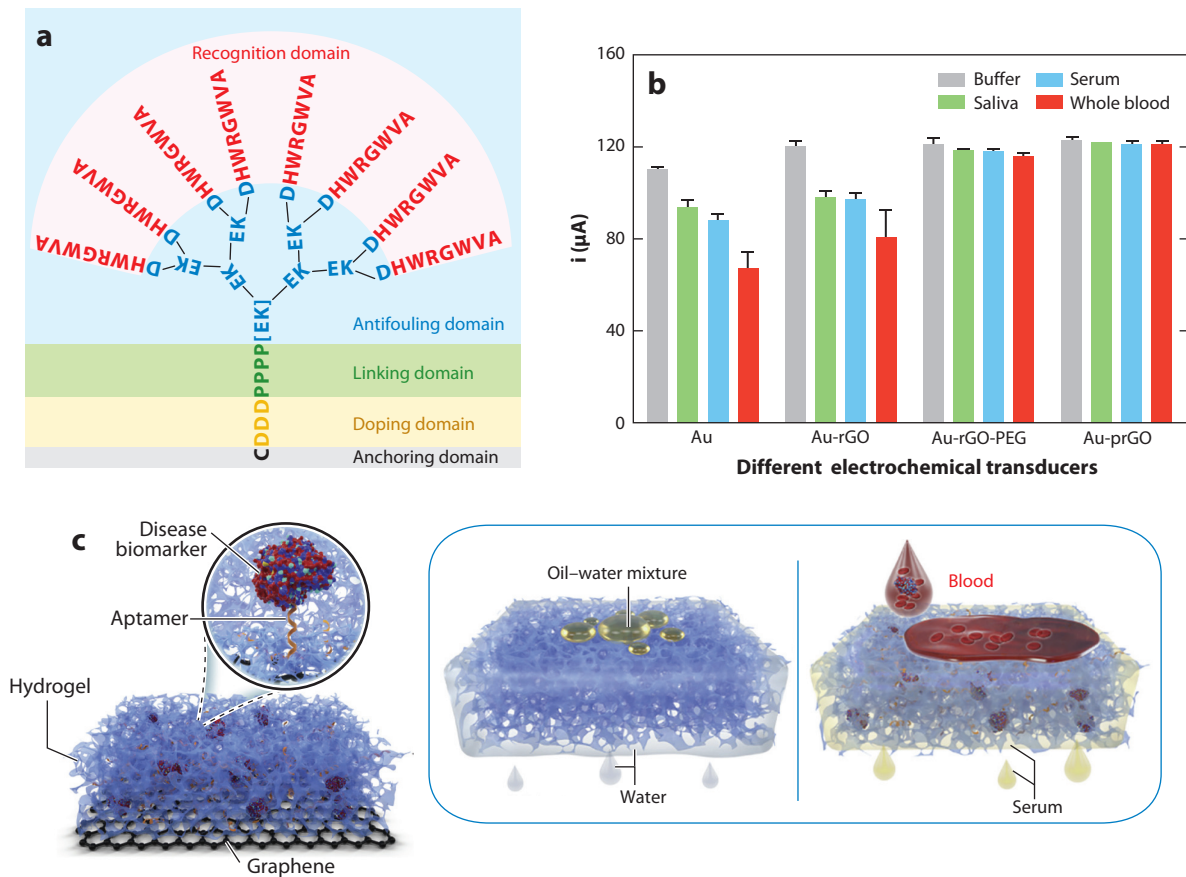 a
Recognition domain
DHWRGWVA
DHWRGWVA
DHWRGWVA
DHWRGWVA
DHWRGWVA
DHWRGWVA
DHWRGWVA
DHWRGWVA
EK
EK
EK
EK
EK
EK
CDDDPPPP[EK]
Antifouling domain
Linking domain
Doping domain
Anchoring domain
b
160
120
80
40
0
i (µA)
Buffer
Serum
Saliva
Whole blood
Au
Au-rGO
Au-rGO-PEG
Au-prGO
Different electrochemical transducers
c
Disease
biomarker
Aptamer
Hydrogel
Graphene
Oil–water mixture
Water
Blood
Serum